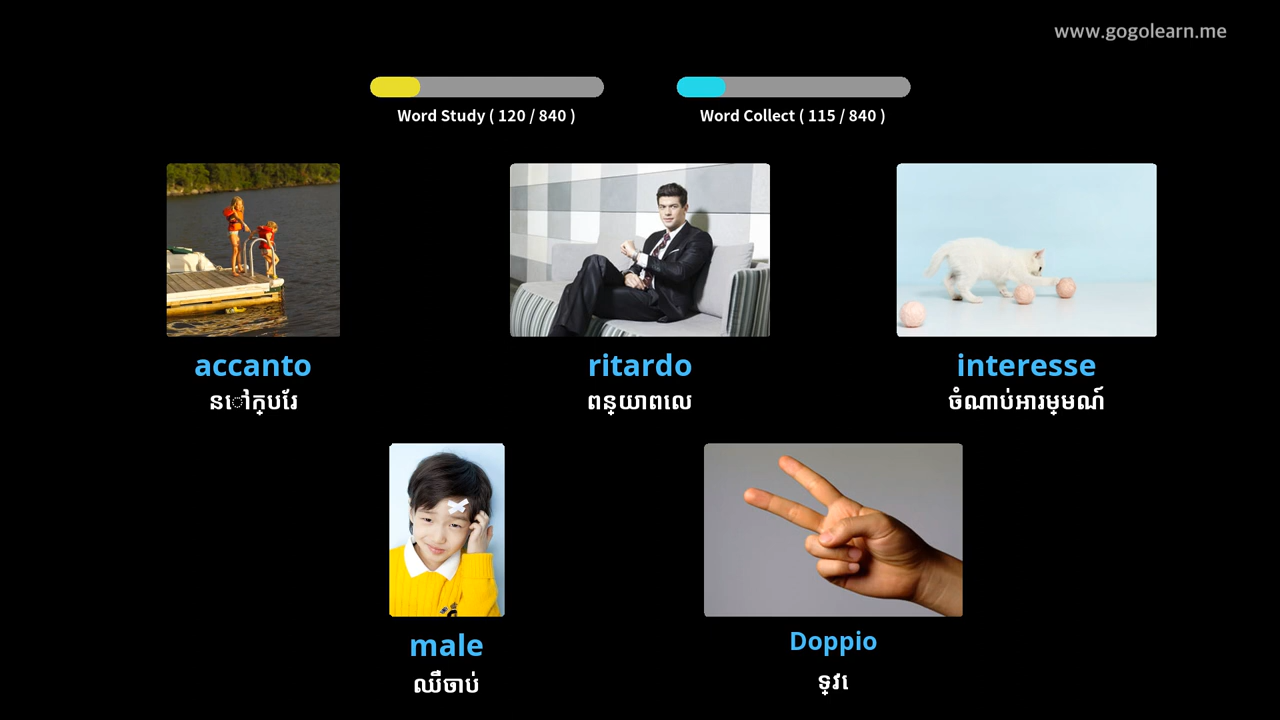 www.gogolearn.me
Word Study ( 120 / 840 )
Word Collect ( 115 / 840 )
accanto
នៅក្បែរ
ritardo
ពន្យាពេល
interesse
ចំណាប់អារម្មណ៍
male
ឈឺចាប់
Doppio
ទ្វេ